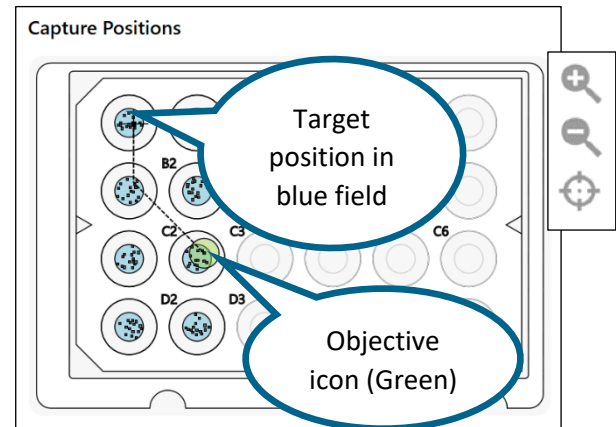 Capture Positions
Target
position in
blue field
B2
C2
C3
C6
D2
D3
Objective
icon (Green)